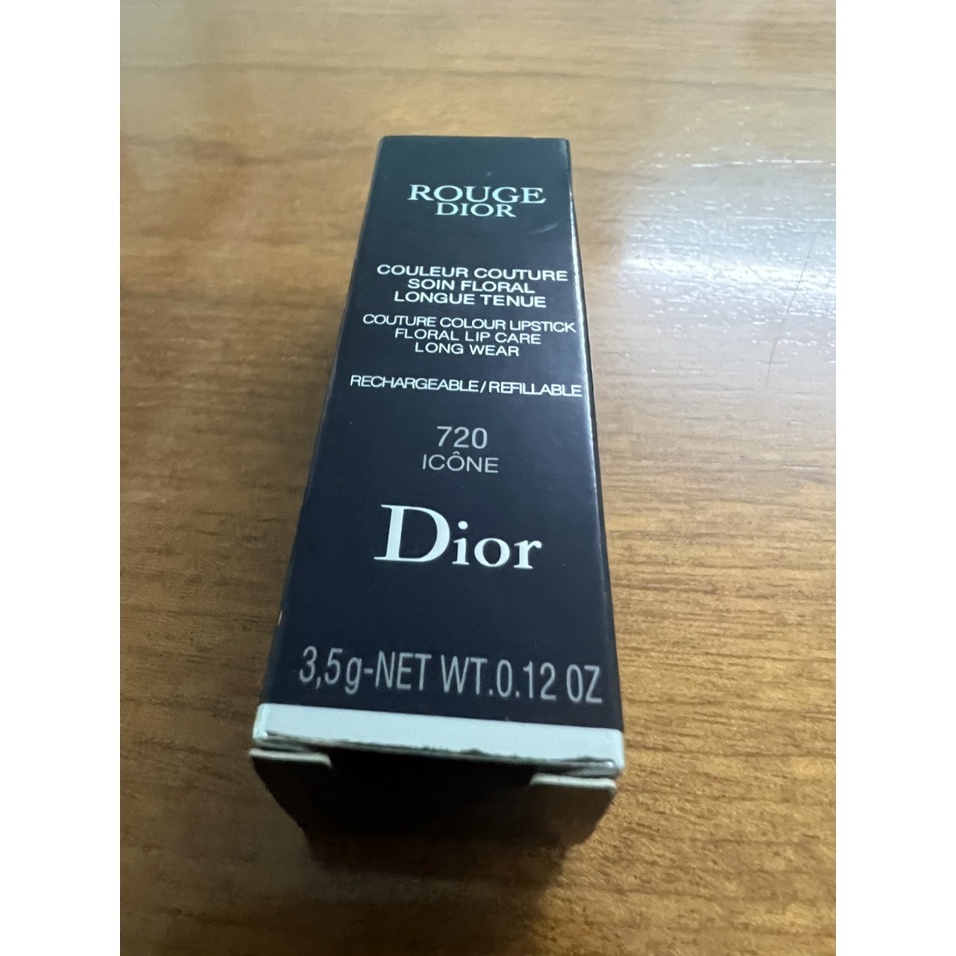 ROUGE
DIOR
COULEUR COUTURE
SOIN FLORAL
LONGUE TENUE
COUTURE COLOUR LIPSTICK
FLORAL LIP CARE
LONG WEAR
RECHARGEABLE/REFILLABLE
720
ICÔNE
Dior
3,5g-NET WT.0.12 OZ